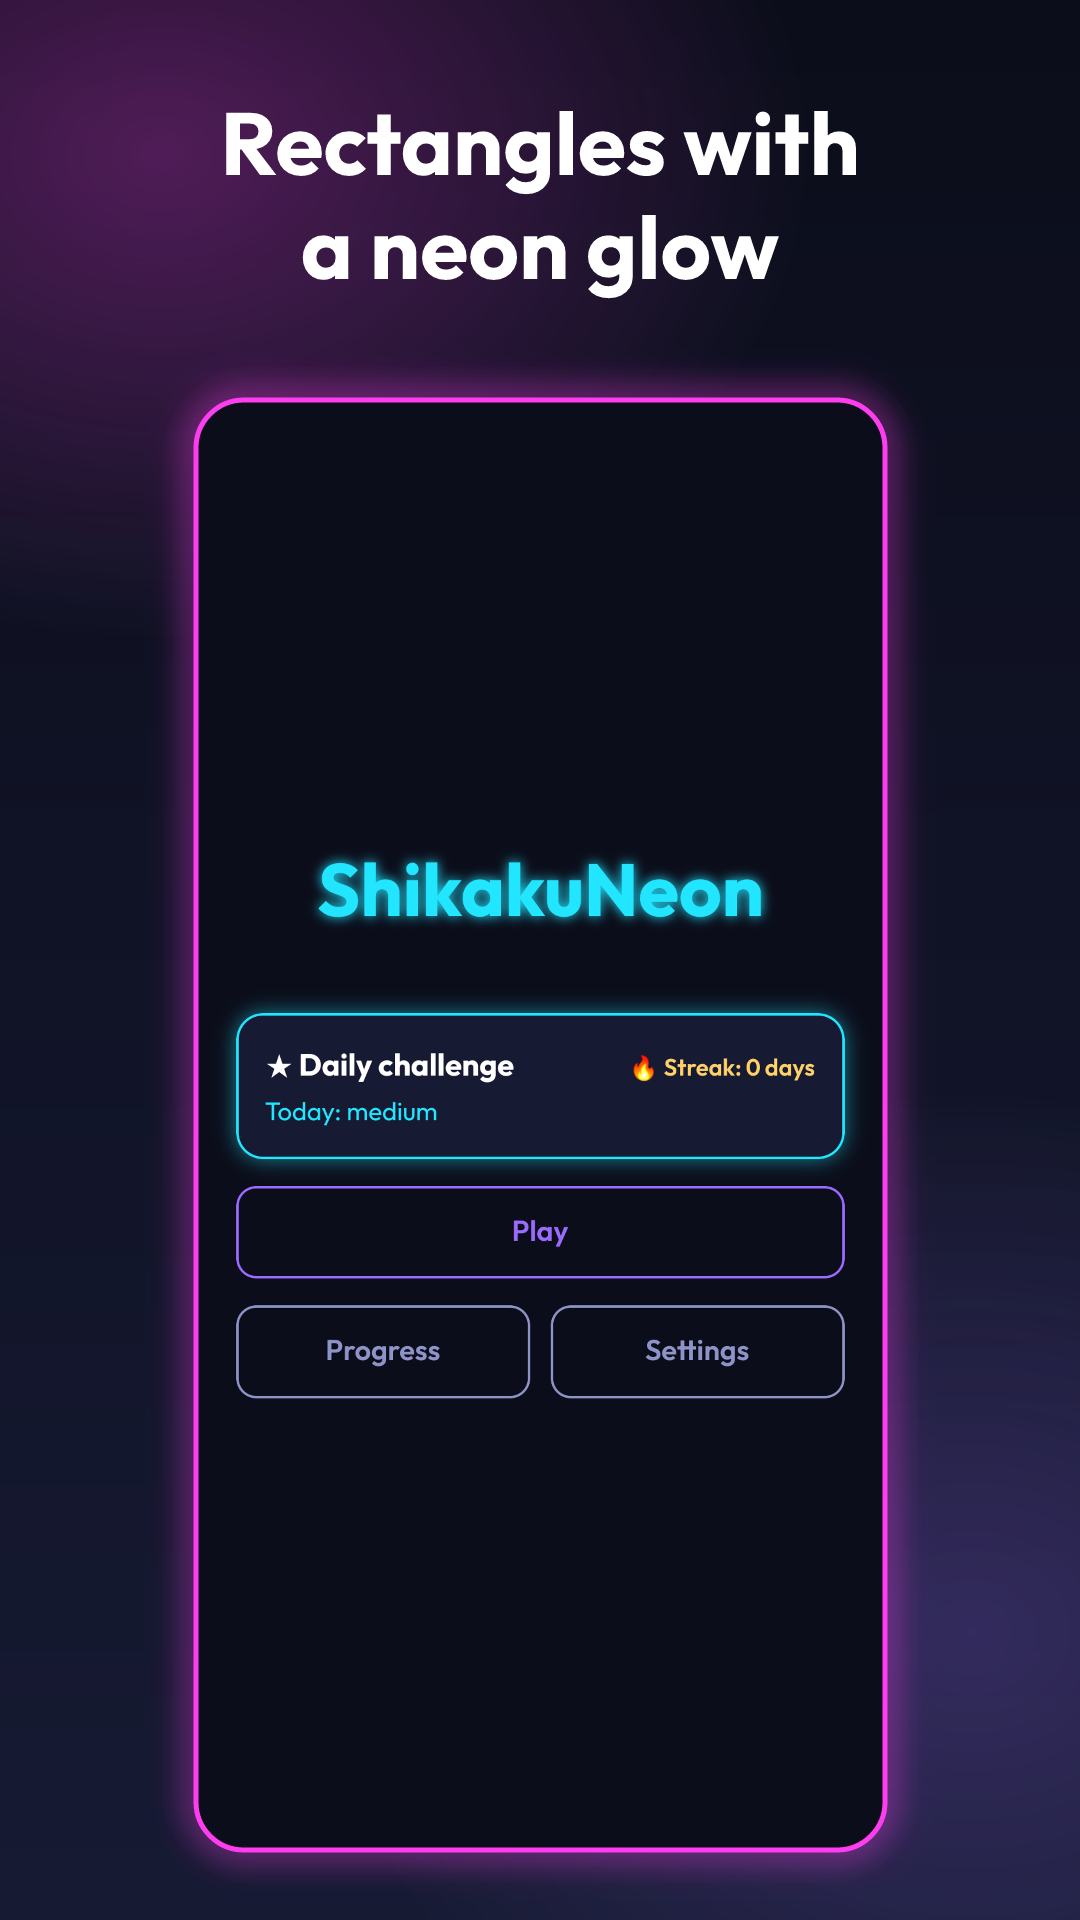 Rectangles with
a neon glow
ShikakuNeon
★ Daily challenge
🔥 Streak: 0 days
Today: medium
Play
Progress
Settings